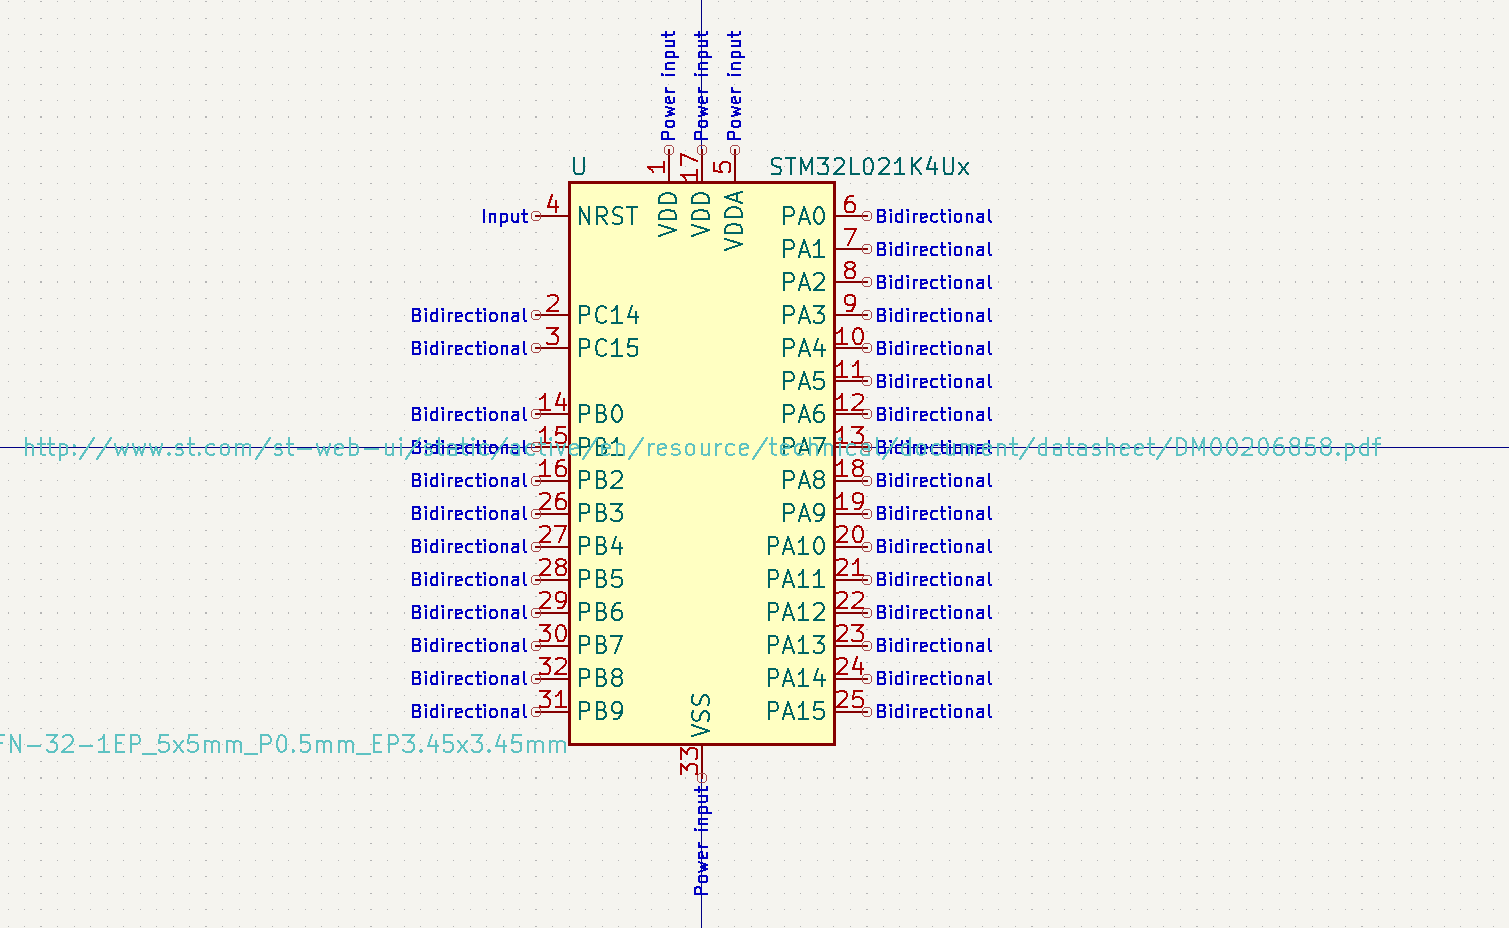 Power input
Power input
Power input
1
17
5
U
STM32L021K4Ux
VDD
VDD
VDDA
Input 4 NRST
PA0 6 Bidirectional
PA1 7 Bidirectional
PA2 8 Bidirectional
Bidirectional 2 PC14
PA3 9 Bidirectional
Bidirectional 3 PC15
PA4 10 Bidirectional
PA5 11 Bidirectional
Bidirectional 14 PB0
PA6 12 Bidirectional
Bidirectional 15 PB1
PA7 13 Bidirectional
http://www.st.com/st-web-ui/static/active/en/resource/technical/document/datasheet/DM00206858.pdf
Bidirectional 16 PB2
PA8 18 Bidirectional
Bidirectional 26 PB3
PA9 19 Bidirectional
Bidirectional 27 PB4
PA10 20 Bidirectional
Bidirectional 28 PB5
PA11 21 Bidirectional
Bidirectional 29 PB6
PA12 22 Bidirectional
Bidirectional 30 PB7
PA13 23 Bidirectional
Bidirectional 32 PB8
PA14 24 Bidirectional
Bidirectional 31 PB9
PA15 25 Bidirectional
VSS
FN-32-1EP_5x5mm_P0.5mm_EP3.45x3.45mm
33
Power input